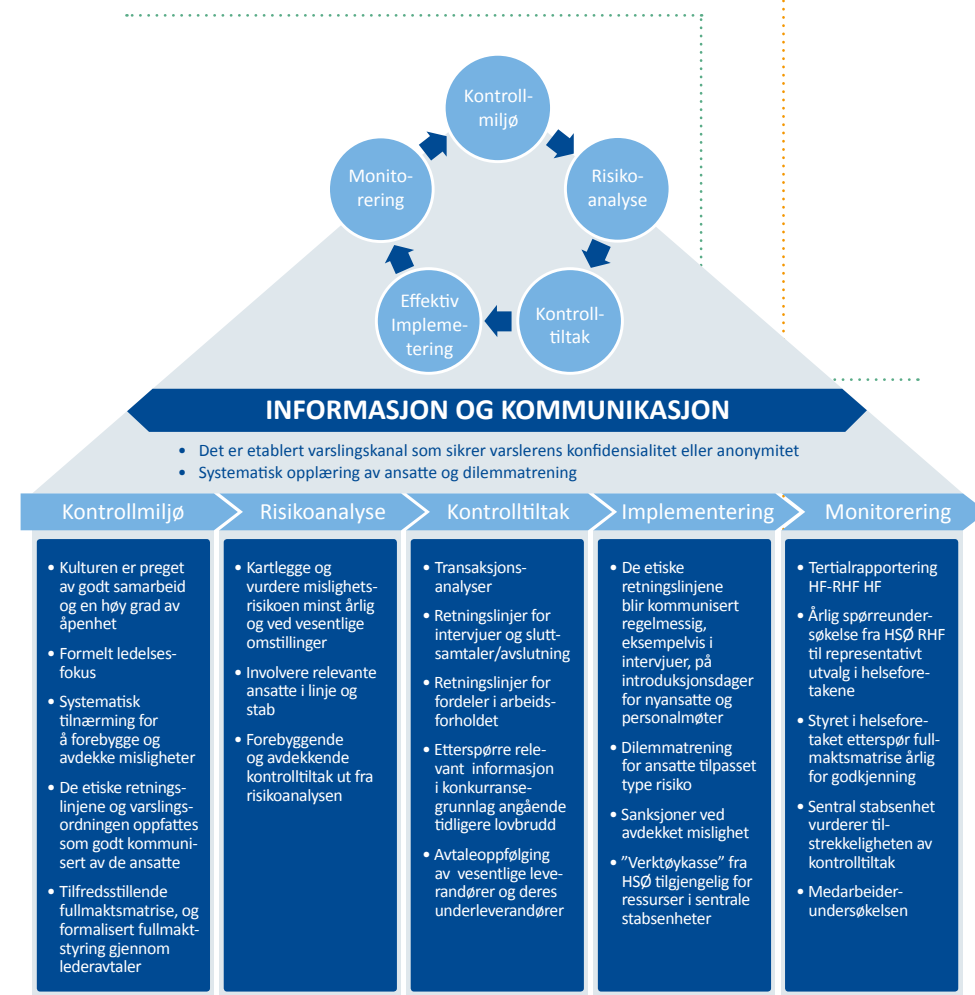 Kontroll-
miljø
Monito-
rering
Risiko-
analyse
Effektiv
Impleme-
tering
Kontroll-
tiltak
INFORMASJON OG KOMMUNIKASJON
• Det er etablert varslingskanal som sikrer varslerens konfidensialitet eller anonymitet
• Systematisk opplæring av ansatte og dilemmatrening
Kontrollmiljø
• Kulturen er preget
av godt samarbeid
og en høy grad av
åpenhet
• Formelt ledelses-
fokus
• Systematisk
tilnærming for
å forebygge og
avdekke misligheter
• De etiske retnings-
linjene og varslings-
ordningen oppfattes
som godt kommuni-
sert av de ansatte
• Tilfredsstillende
fullmaktsmatrise, og
formalisert fullmakt-
styring gjennom
lederavtaler
Risikoanalyse
• Kartlegge og
vurdere mislighets-
risikoen minst årlig
og ved vesentlige
omstillinger
• Involvere relevante
ansatte i linje og
stab
• Forebyggende
og avdekkende
kontrolltiltak ut fra
risikoanalysen
Kontrolltiltak
• Transaksjons-
analyser
• Retningslinjer for
intervjuer og slutt-
samtaler/avslutning
• Retningslinjer for
fordeler i arbeids-
forholdet
• Etterspørre rele-
vant informasjon
i konkurranse-
grunnlag angående
tidligere lovbrudd
• Avtaleoppfølging
av vesentlige leve-
randører og deres
underleverandører
Implementering
• De etiske
retningslinjene
blir kommunisert
regelmessig,
eksempelvis i
intervjuer, på
introduksjonsdager
for nyansatte og
personalmøter
• Dilemmatrening
for ansatte tilpasset
type risiko
• Sanksjoner ved
avdekket mislighet
• ”Verktøykasse” fra
HSØ tilgjengelig for
ressurser i sentrale
stabsenheter
Monitorering
• Tertialrapportering
HF-RHF HF
• Årlig spørreunder-
søkelse fra HSØ RHF
til representativt
utvalg i helsefore-
takene
• Styret i helsefore-
taket etterspør full-
maktsmatrise årlig
for godkjenning
• Sentral stabsenhet
vurderer til-
strekkeligheten av
kontrolltiltak
• Medarbeider-
undersøkelsen